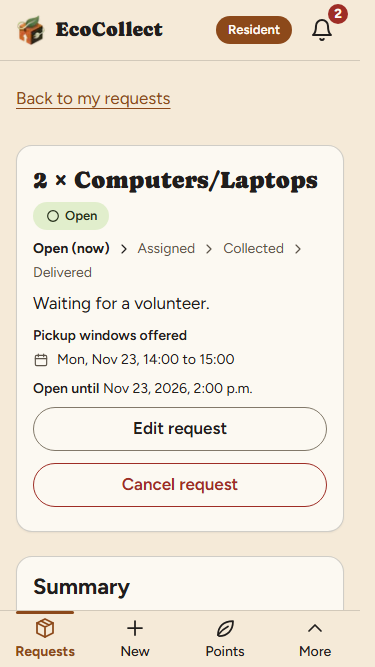 EcoCollect
Resident
2
Back to my requests
2 × Computers/Laptops
Open
Open (now) > Assigned > Collected >
Delivered
Waiting for a volunteer.
Pickup windows offered
Mon, Nov 23, 14:00 to 15:00
Open until Nov 23, 2026, 2:00 p.m.
Edit request
Cancel request
Summary
Requests
New
Points
More